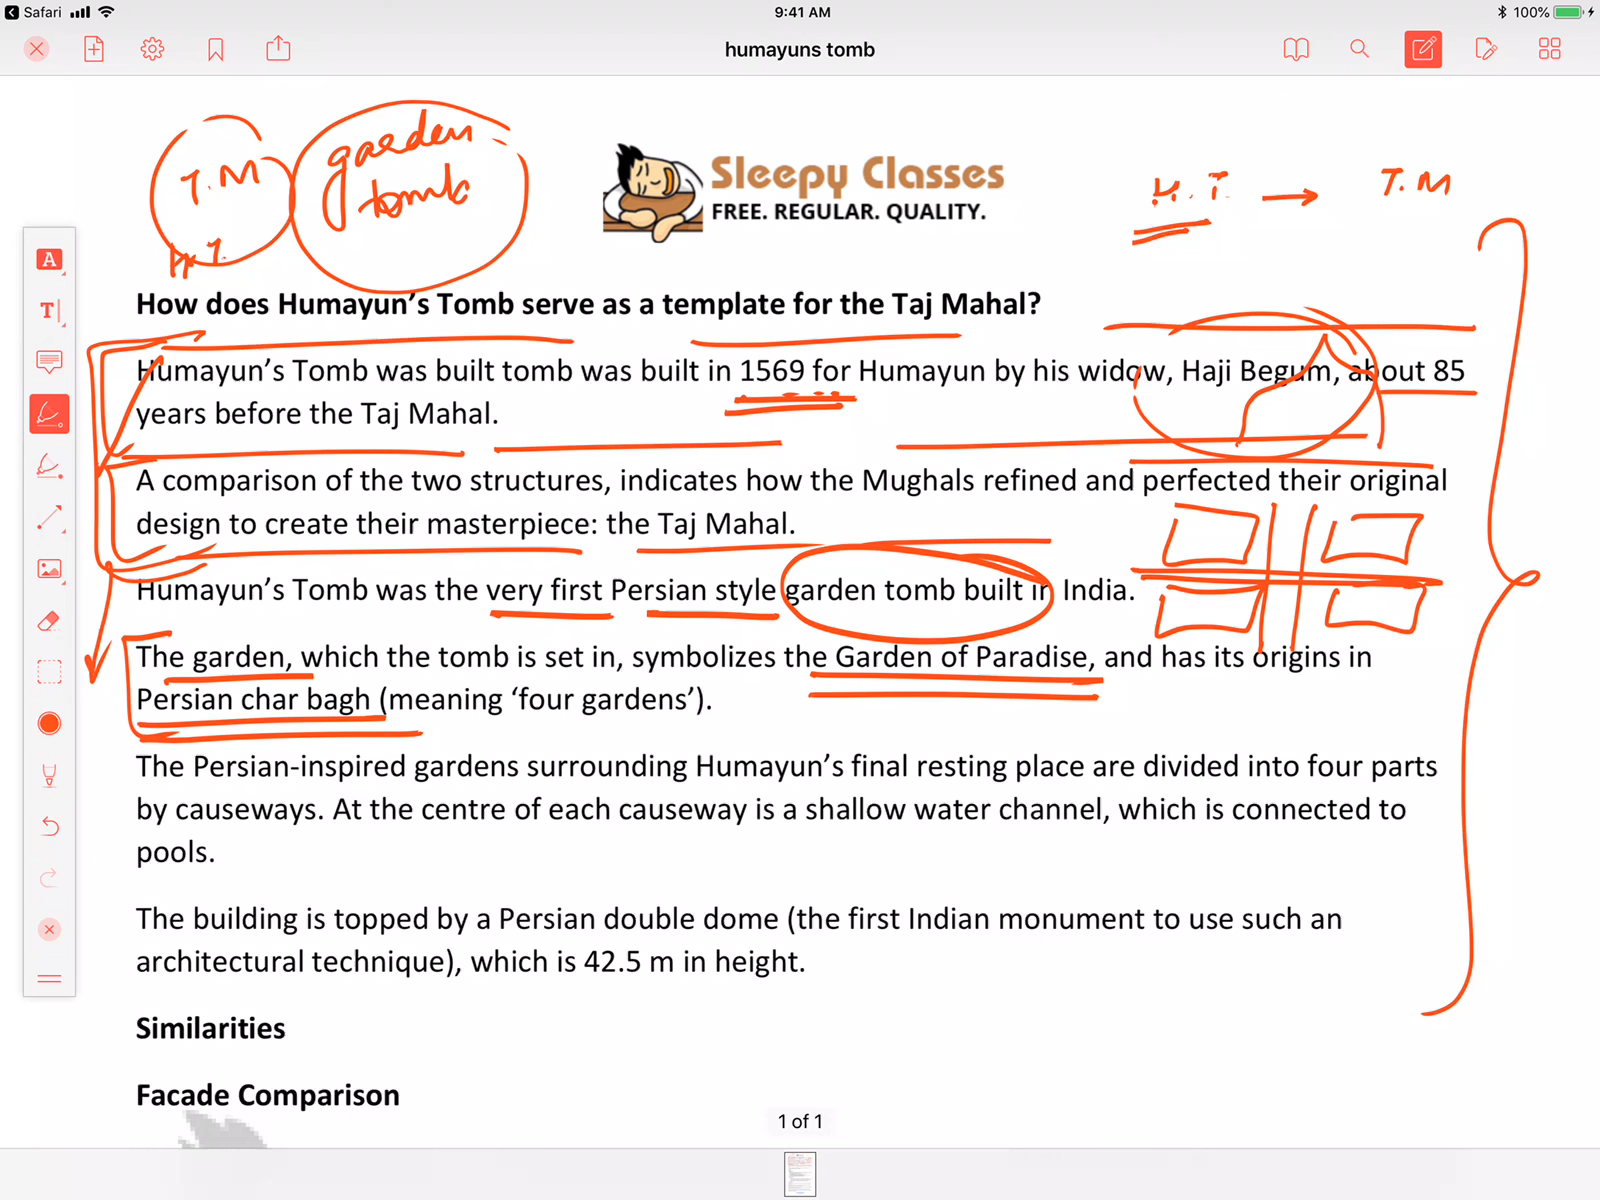 Safari
9:41 AM
100%
humayuns tomb
T.M
garden
tomb
H.T.
Sleepy Classes
FREE. REGULAR. QUALITY.
H.T. → T.M
How does Humayun’s Tomb serve as a template for the Taj Mahal?
Humayun’s Tomb was built tomb was built in 1569 for Humayun by his widow, Haji Begum, about 85
years before the Taj Mahal.
A comparison of the two structures, indicates how the Mughals refined and perfected their original
design to create their masterpiece: the Taj Mahal.
Humayun’s Tomb was the very first Persian style garden tomb built in India.
The garden, which the tomb is set in, symbolizes the Garden of Paradise, and has its origins in
Persian char bagh (meaning ‘four gardens’).
The Persian-inspired gardens surrounding Humayun’s final resting place are divided into four parts
by causeways. At the centre of each causeway is a shallow water channel, which is connected to
pools.
The building is topped by a Persian double dome (the first Indian monument to use such an
architectural technique), which is 42.5 m in height.
Similarities
Facade Comparison
1 of 1